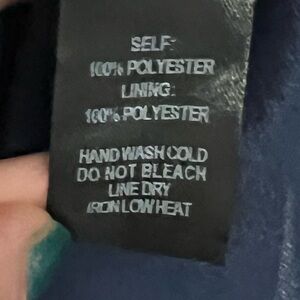 SELF:
100% POLYESTER
LINING:
100% POLYESTER
HAND WASH COLD
DO NOT BLEACH
LINE DRY
IRON LOW HEAT